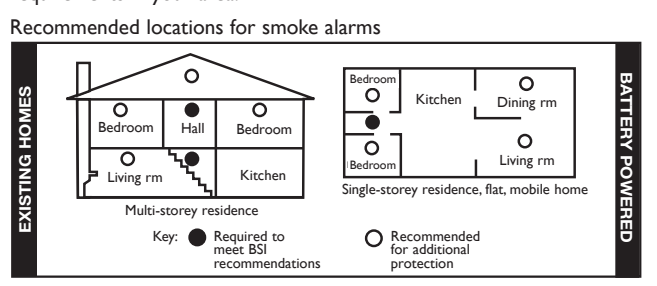 Recommended locations for smoke alarms
EXISTING HOMES
Bedroom
Hall
Bedroom
Living rm
Kitchen
Multi-storey residence
Bedroom
Kitchen
Dining rm
Bedroom
Living rm
Single-storey residence, flat, mobile home
BATTERY POWERED
Key:
Required to
meet BSI
recommendations
Recommended
for additional
protection